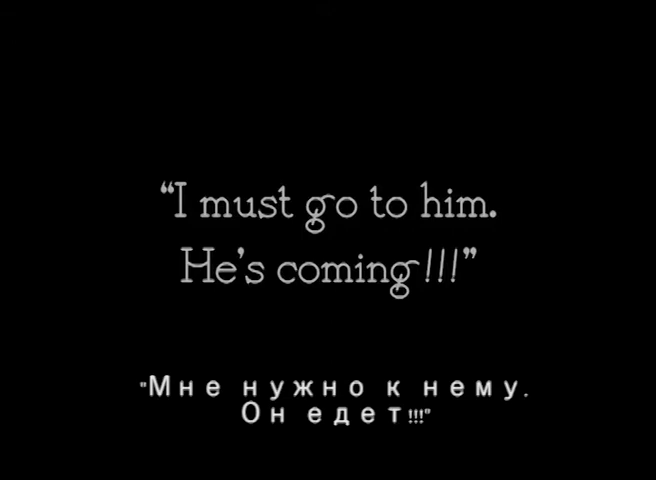 “I must go to him.
He's coming!!!”
"Мне нужно к нему.
Он едет!!!"